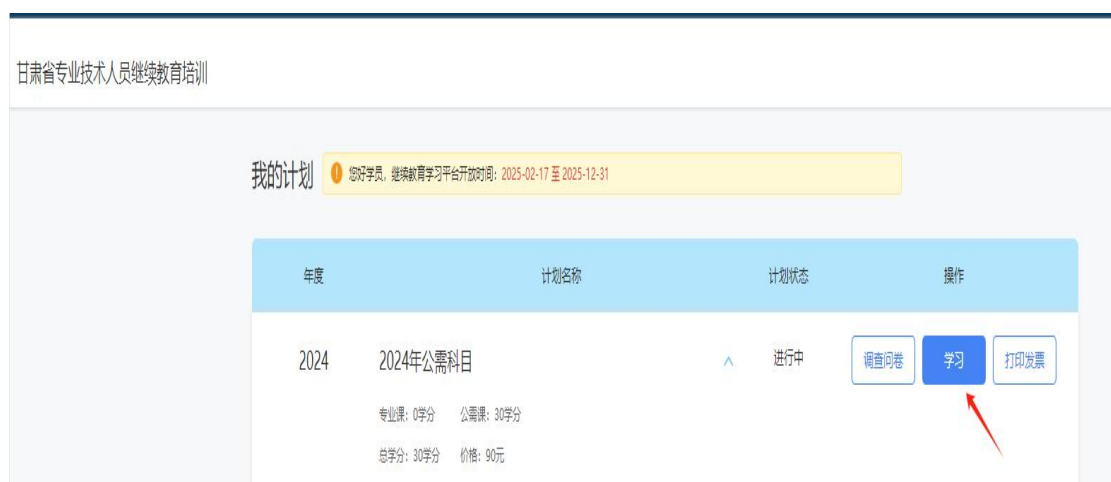 甘肃省专业技术人员继续教育培训
我的计划 您好学员，继续教育学习平台开放时间：2025-02-17 至 2025-12-31
年度 计划名称 计划状态 操作
2024 2024年公需科目 进行中 调查问卷 学习 打印发票
专业课：0学分 公需课：30学分
总学分：30学分 价格：90元